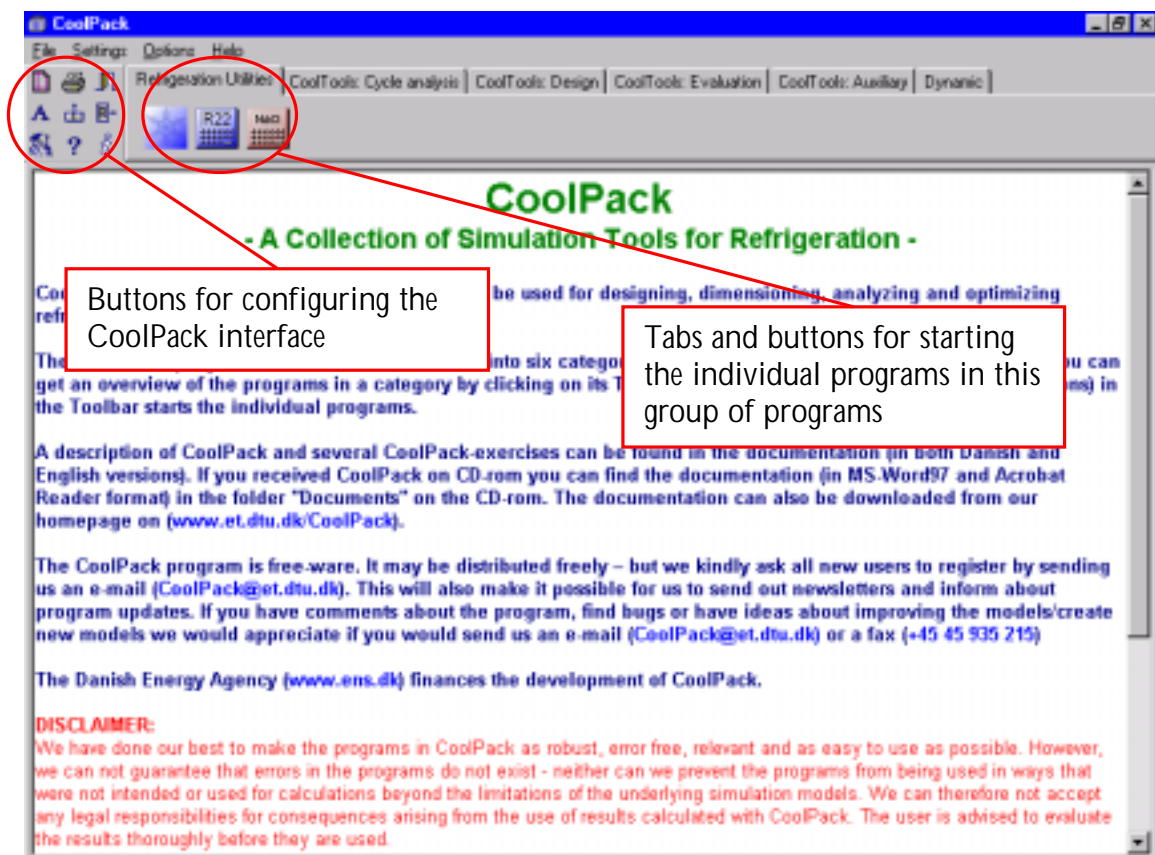 CoolPack
File Settings Options Help
Refrigeration Utilities CoolTools: Cycle analysis CoolTools: Design CoolTools: Evaluation CoolTools: Auxiliary Dynamic
A
?
R22
CoolPack
- A Collection of Simulation Tools for Refrigeration -
be used for designing, dimensioning, analyzing and optimizing
Buttons for configuring the
CoolPack interface
Tabs and buttons for starting
the individual programs in this
group of programs
into six can
get an overview of the programs in a category by clicking on its in
the Toolbar starts the individual programs.
A description of CoolPack and several CoolPack-exercises can be found in the documentation (in both Danish and
English versions). If you received CoolPack on CD-rom you can find the documentation (in MS-Word97 and Acrobat
Reader format) in the folder "Documents" on the CD-rom. The documentation can also be downloaded from our
homepage on (www.et.dtu.dk/CoolPack).
The CoolPack program is free-ware. It may be distributed freely – but we kindly ask all new users to register by sending
us an e-mail (CoolPack@et.dtu.dk). This will also make it possible for us to send out newsletters and inform about
program updates. If you have comments about the program, find bugs or have ideas about improving the models/create
new models we would appreciate if you would send us an e-mail (CoolPack@et.dtu.dk) or a fax (+45 45 935 215)
The Danish Energy Agency (www.ens.dk) finances the development of CoolPack.
DISCLAIMER:
We have done our best to make the programs in CoolPack as robust, error free, relevant and as easy to use as possible. However,
we can not guarantee that errors in the programs do not exist - neither can we prevent the programs from being used in ways that
were not intended or used for calculations beyond the limitations of the underlying simulation models. We can therefore not accept
any legal responsibilities for consequences arising from the use of results calculated with CoolPack. The user is advised to evaluate
the results thoroughly before they are used.